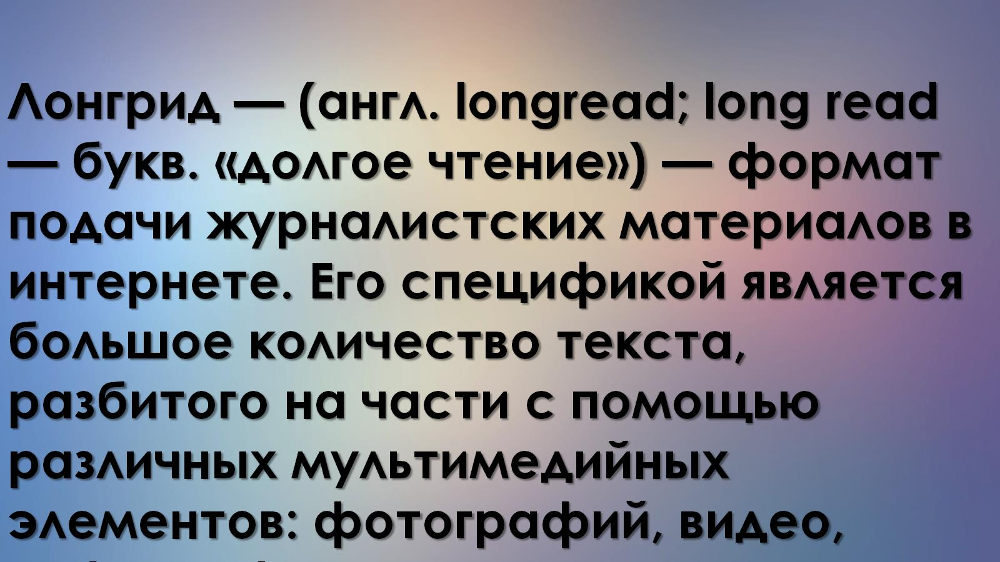 Лонгрид — (англ. longread; long read
— букв. «долгое чтение») — формат
подачи журналистских материалов в
интернете. Его спецификой является
большое количество текста,
разбитого на части с помощью
различных мультимедийных
элементов: фотографий, видео,